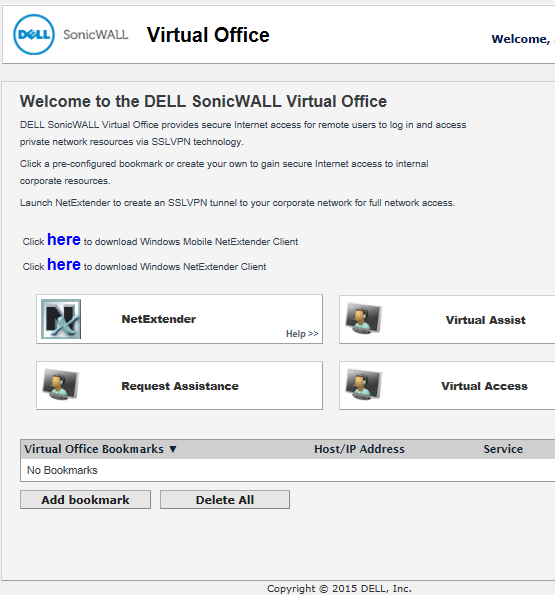 DELL SonicWALL Virtual Office
Welcome,
Welcome to the DELL SonicWALL Virtual Office
DELL SonicWALL Virtual Office provides secure Internet access for remote users to log in and access
private network resources via SSLVPN technology.
Click a pre-configured bookmark or create your own to gain secure Internet access to internal
corporate resources.
Launch NetExtender to create an SSLVPN tunnel to your corporate network for full network access.
Click here to download Windows Mobile NetExtender Client
Click here to download Windows NetExtender Client
NetExtender
Help >>
Virtual Assist
Request Assistance
Virtual Access
Virtual Office Bookmarks ▼ Host/IP Address Service
No Bookmarks
Add bookmark Delete All
Copyright © 2015 DELL, Inc.